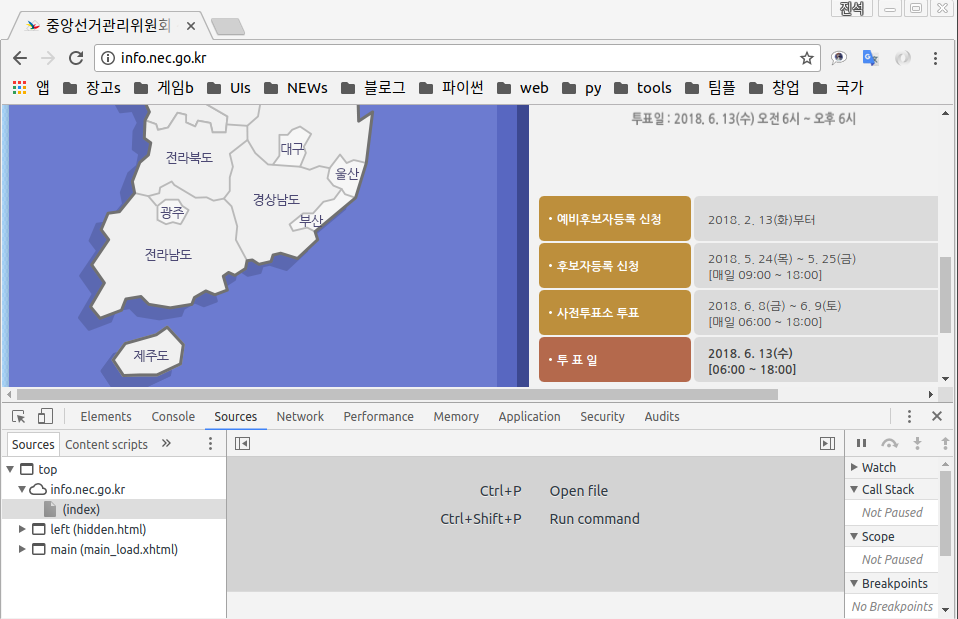 진석
중앙선거관리위원회
info.nec.go.kr
앱 장고s 게임b UIs NEWs 블로그 파이썬 web py tools 팀플 창업 국가
투표일 : 2018. 6. 13(수) 오전 6시 ~ 오후 6시
전라북도
대구
울산
경상남도
광주
부산
전라남도
제주도
• 예비후보자등록 신청
2018. 2. 13(화)부터
• 후보자등록 신청
2018. 5. 24(목) ~ 5. 25(금)
[매일 09:00 ~ 18:00]
• 사전투표소 투표
2018. 6. 8(금) ~ 6. 9(토)
[매일 06:00 ~ 18:00]
• 투 표 일
2018. 6. 13(수)
[06:00 ~ 18:00]
Elements Console Sources Network Performance Memory Application Security Audits
Sources Content scripts »
top
info.nec.go.kr
(index)
left (hidden.html)
main (main_load.xhtml)
Ctrl+P Open file
Ctrl+Shift+P Run command
Watch
Call Stack
Not Paused
Scope
Not Paused
Breakpoints
No Breakpoints